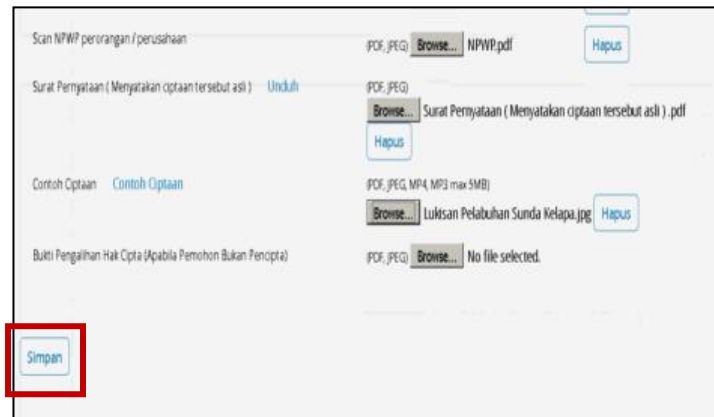 Scan NPWP perorangan / perusahaan (PDF, JPEG) Browse... NPWP.pdf Hapus
Surat Pernyataan ( Menyatakan ciptaan tersebut asli ) Unduh (PDF, JPEG)
Browse... Surat Pernyataan ( Menyatakan ciptaan tersebut asli ) .pdf
Hapus
Contoh Ciptaan Contoh Ciptaan (PDF, JPEG, MP4, MP3 max 5MB)
Browse... Lukisan Pelabuhan Sunda Kelapa.jpg Hapus
Bukti Pengalihan Hak Cipta (Apabila Pemohon Bukan Pencipta) (PDF, JPEG) Browse... No file selected.
Simpan